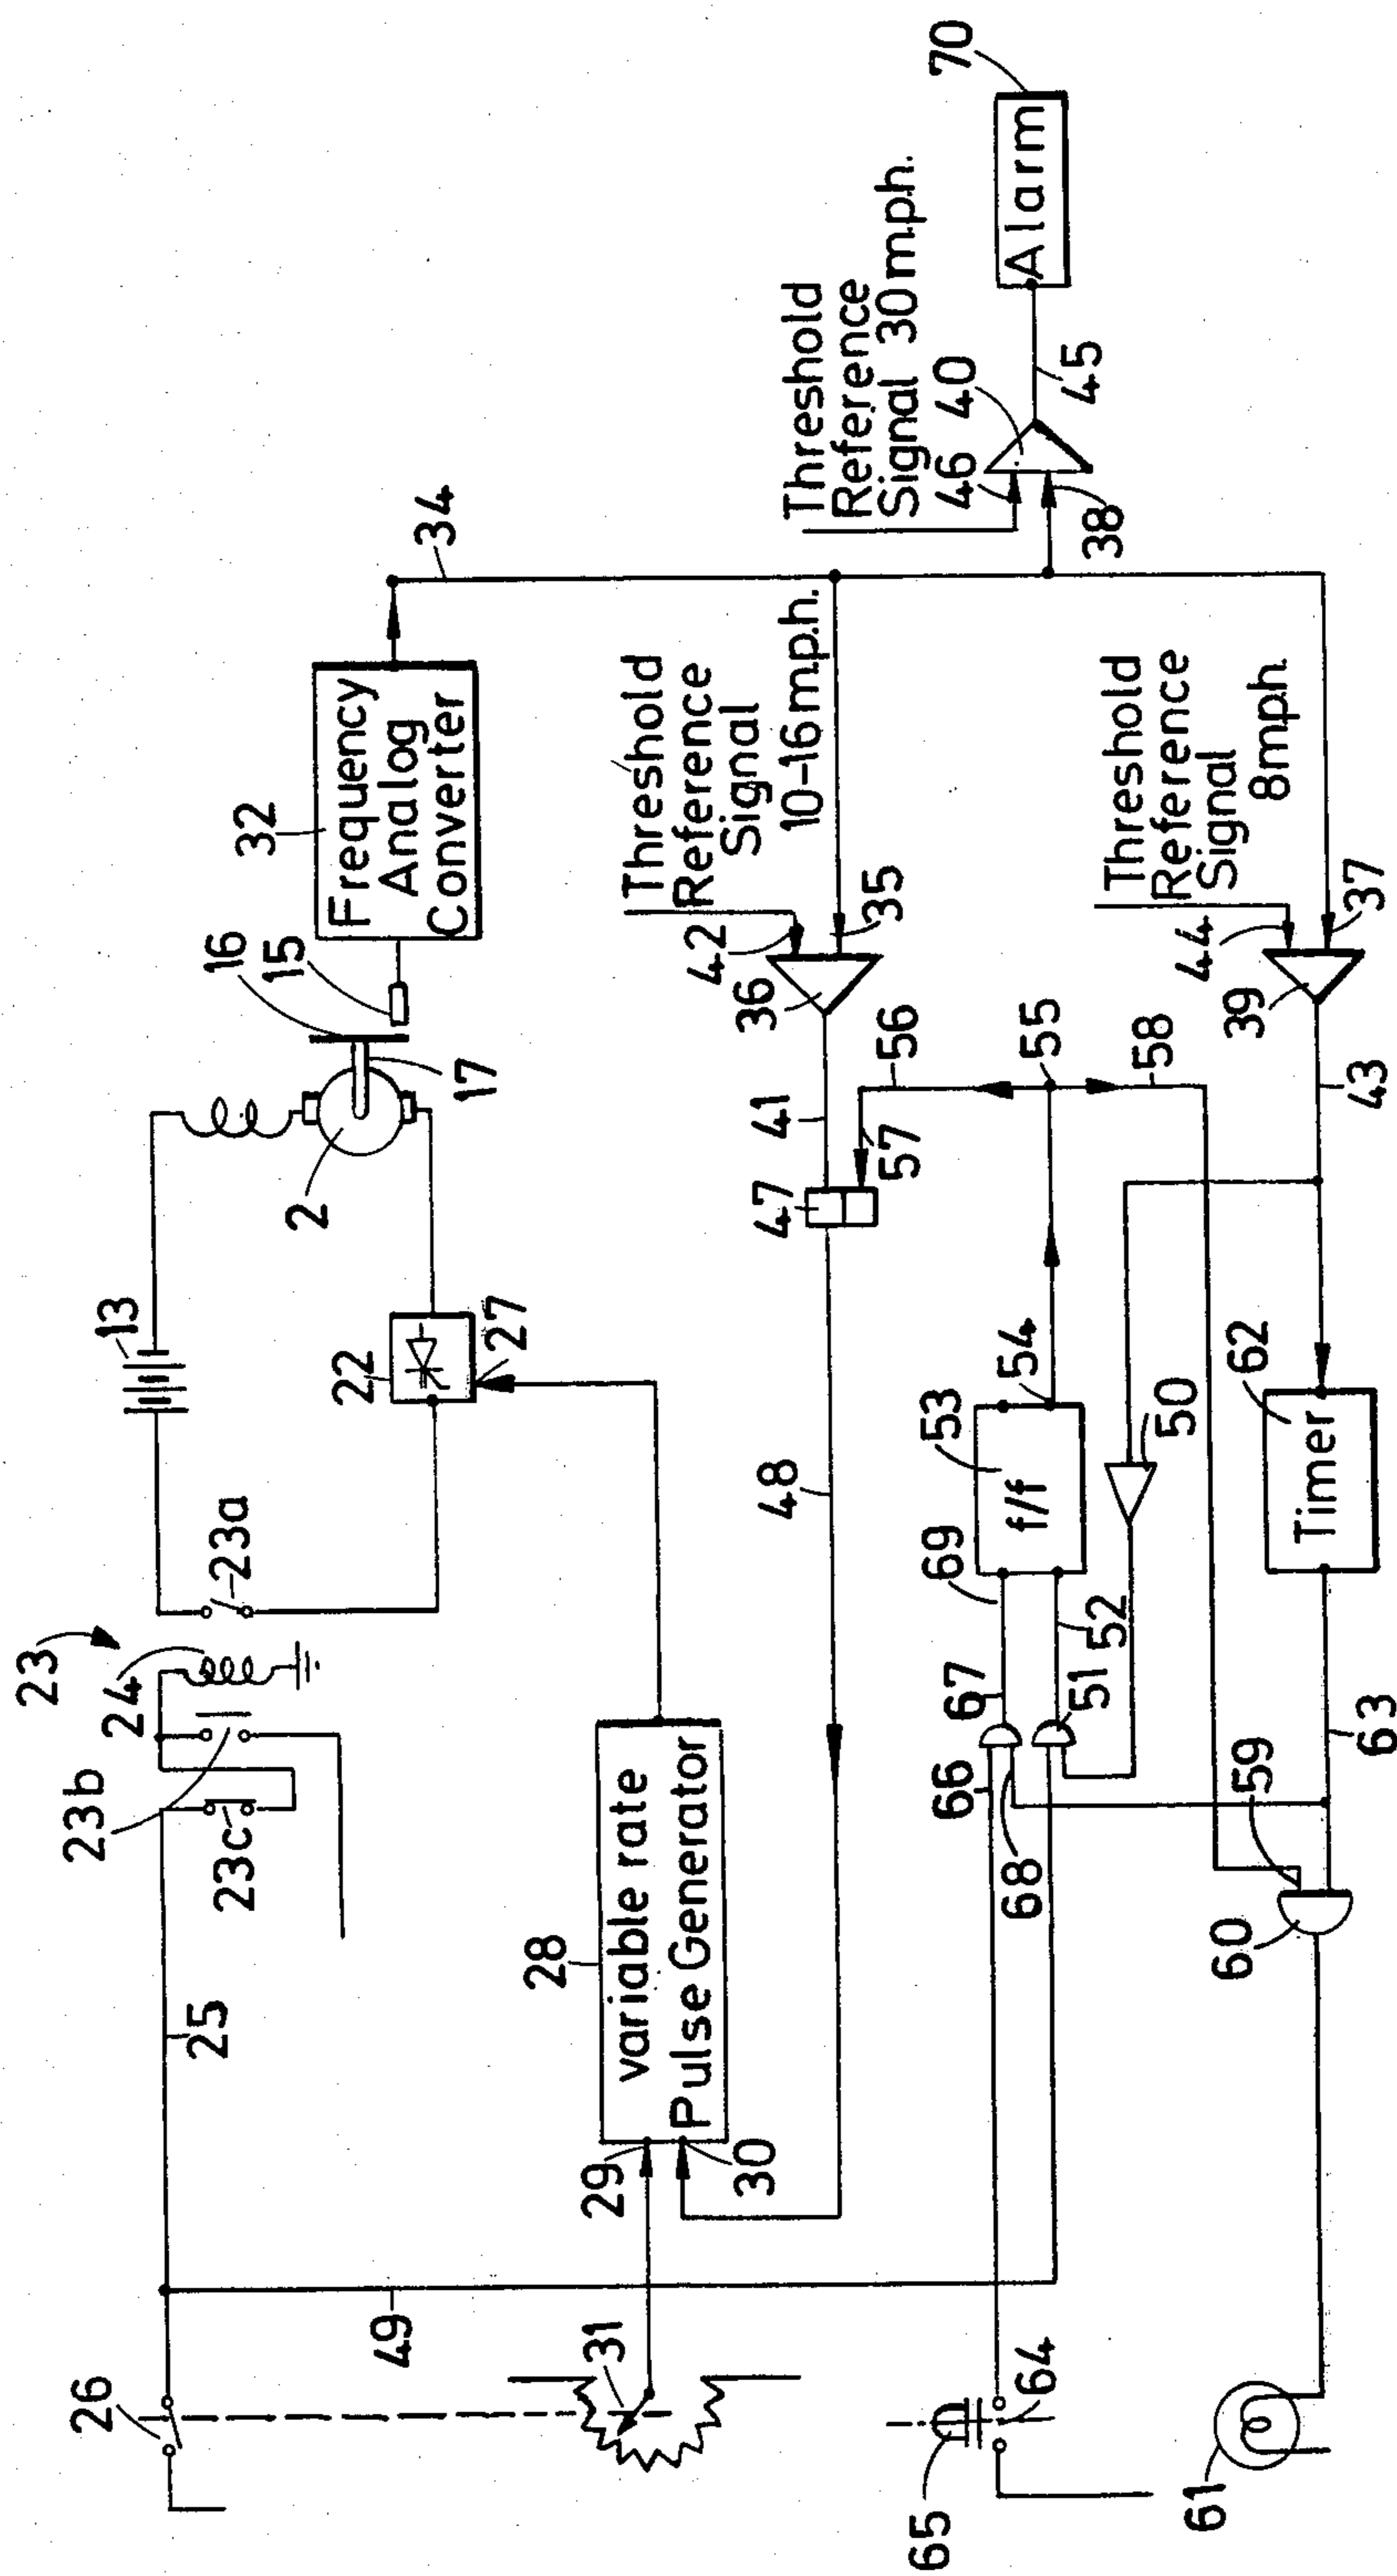 26
25
23c
23b
24
23
23a
13
2
17
16
15
32
Frequency
Analog
Converter
34
49
31
29
30
28
variable rate
Pulse Generator
22
27
48
47
41
57
56
36
42
35
Threshold
Reference
Signal
10-16 m.p.h.
Threshold
Reference
Signal 30 m.p.h.
46
40
38
45
Alarm
70
65
64
66
68
67
69
51
52
53
f/f
54
55
58
50
61
60
59
63
Timer
62
43
39
44
37
Threshold
Reference
Signal
8 m.p.h.